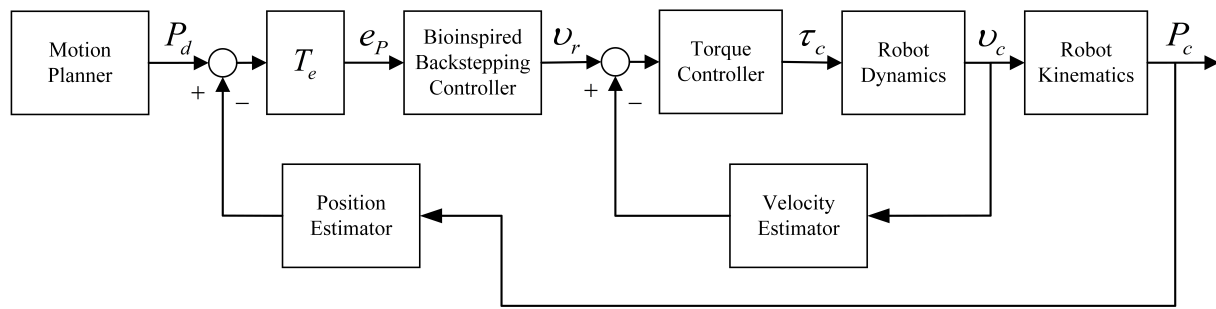 Motion
Planner
P_d
+
−
T_e
e_P
Bioinspired
Backstepping
Controller
υ_r
+
−
Torque
Controller
τ_c
Robot
Dynamics
υ_c
Robot
Kinematics
P_c
Position
Estimator
Velocity
Estimator